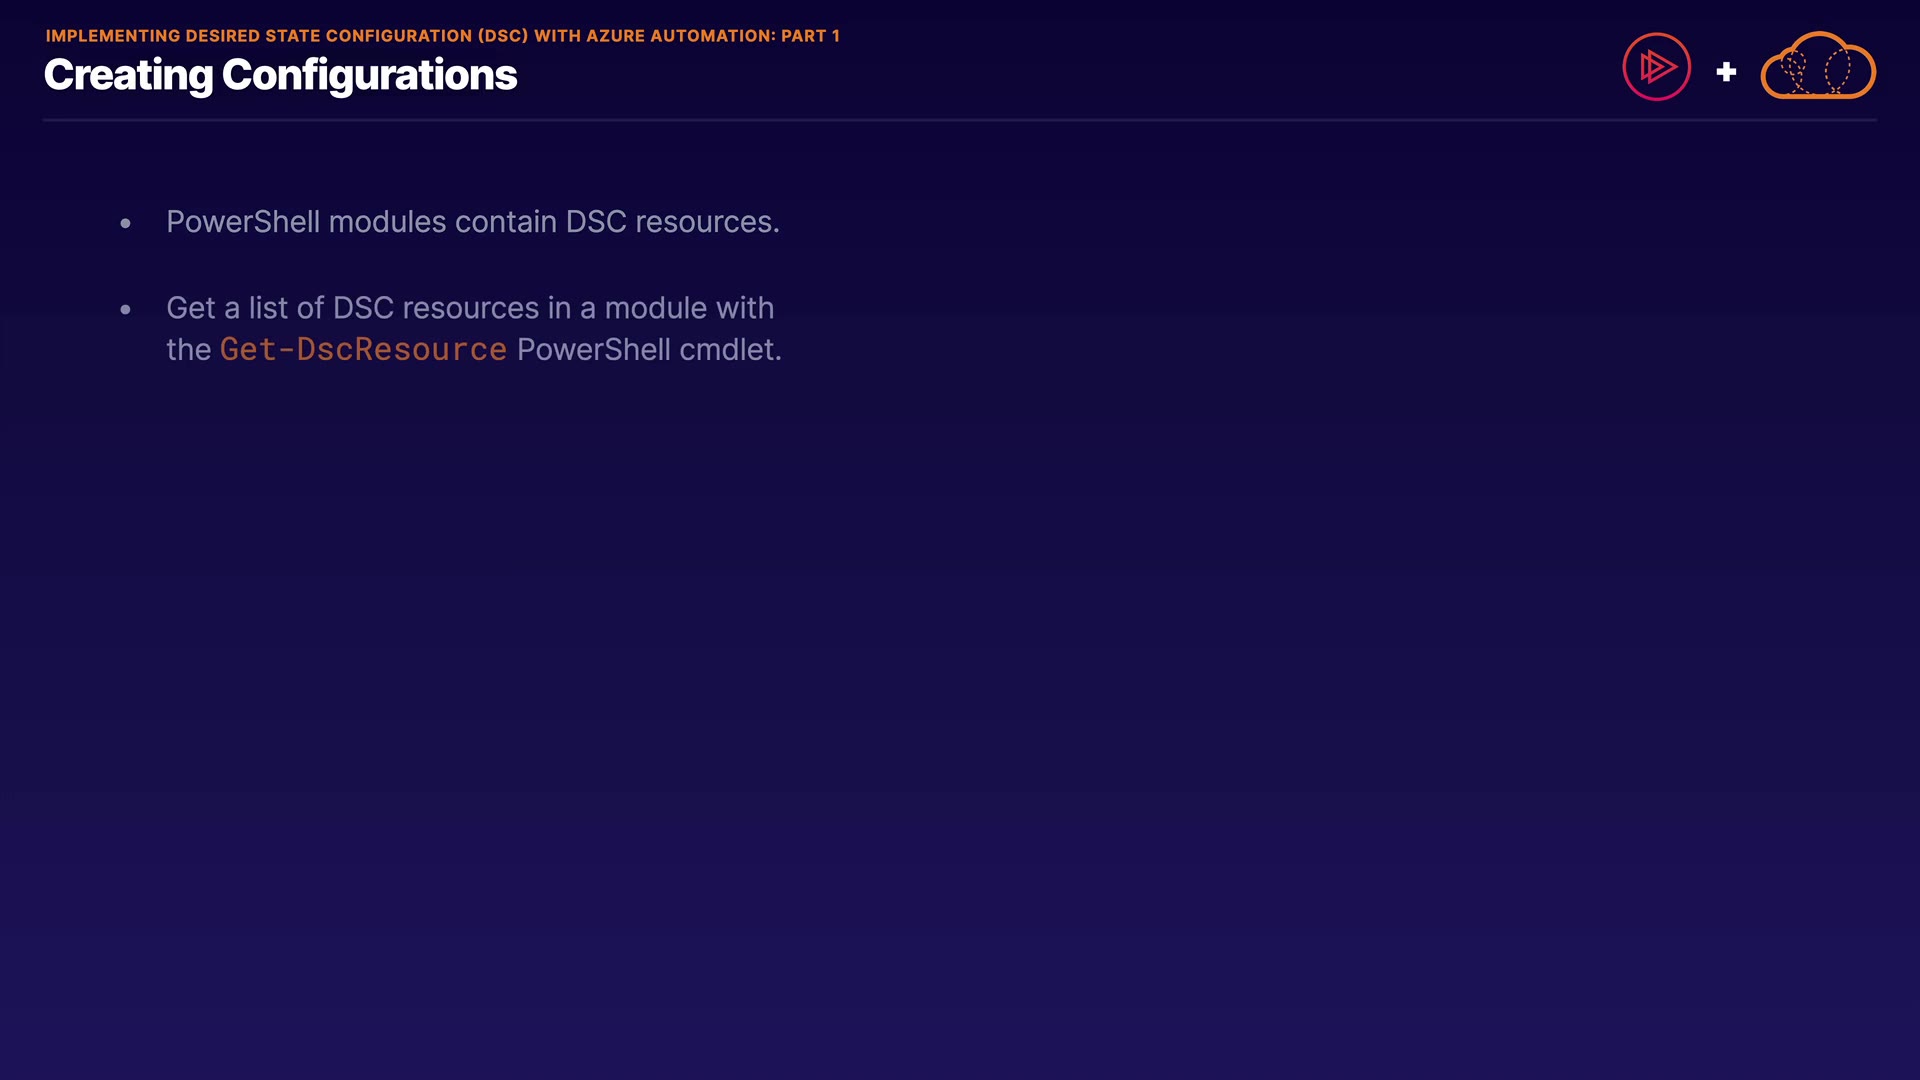 IMPLEMENTING DESIRED STATE CONFIGURATION (DSC) WITH AZURE AUTOMATION: PART 1
Creating Configurations
• PowerShell modules contain DSC resources.
• Get a list of DSC resources in a module with
the Get-DscResource PowerShell cmdlet.